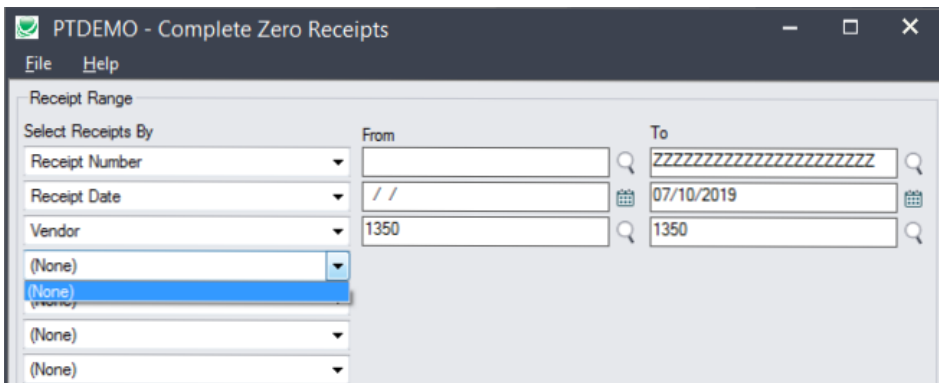 PTDEMO - Complete Zero Receipts
File Help
Receipt Range
Select Receipts By From To
Receipt Number ZZZZZZZZZZZZZZZZZZZZZZ
Receipt Date / / 07/10/2019
Vendor 1350 1350
(None)
(None)
(None)
(None)
(None)